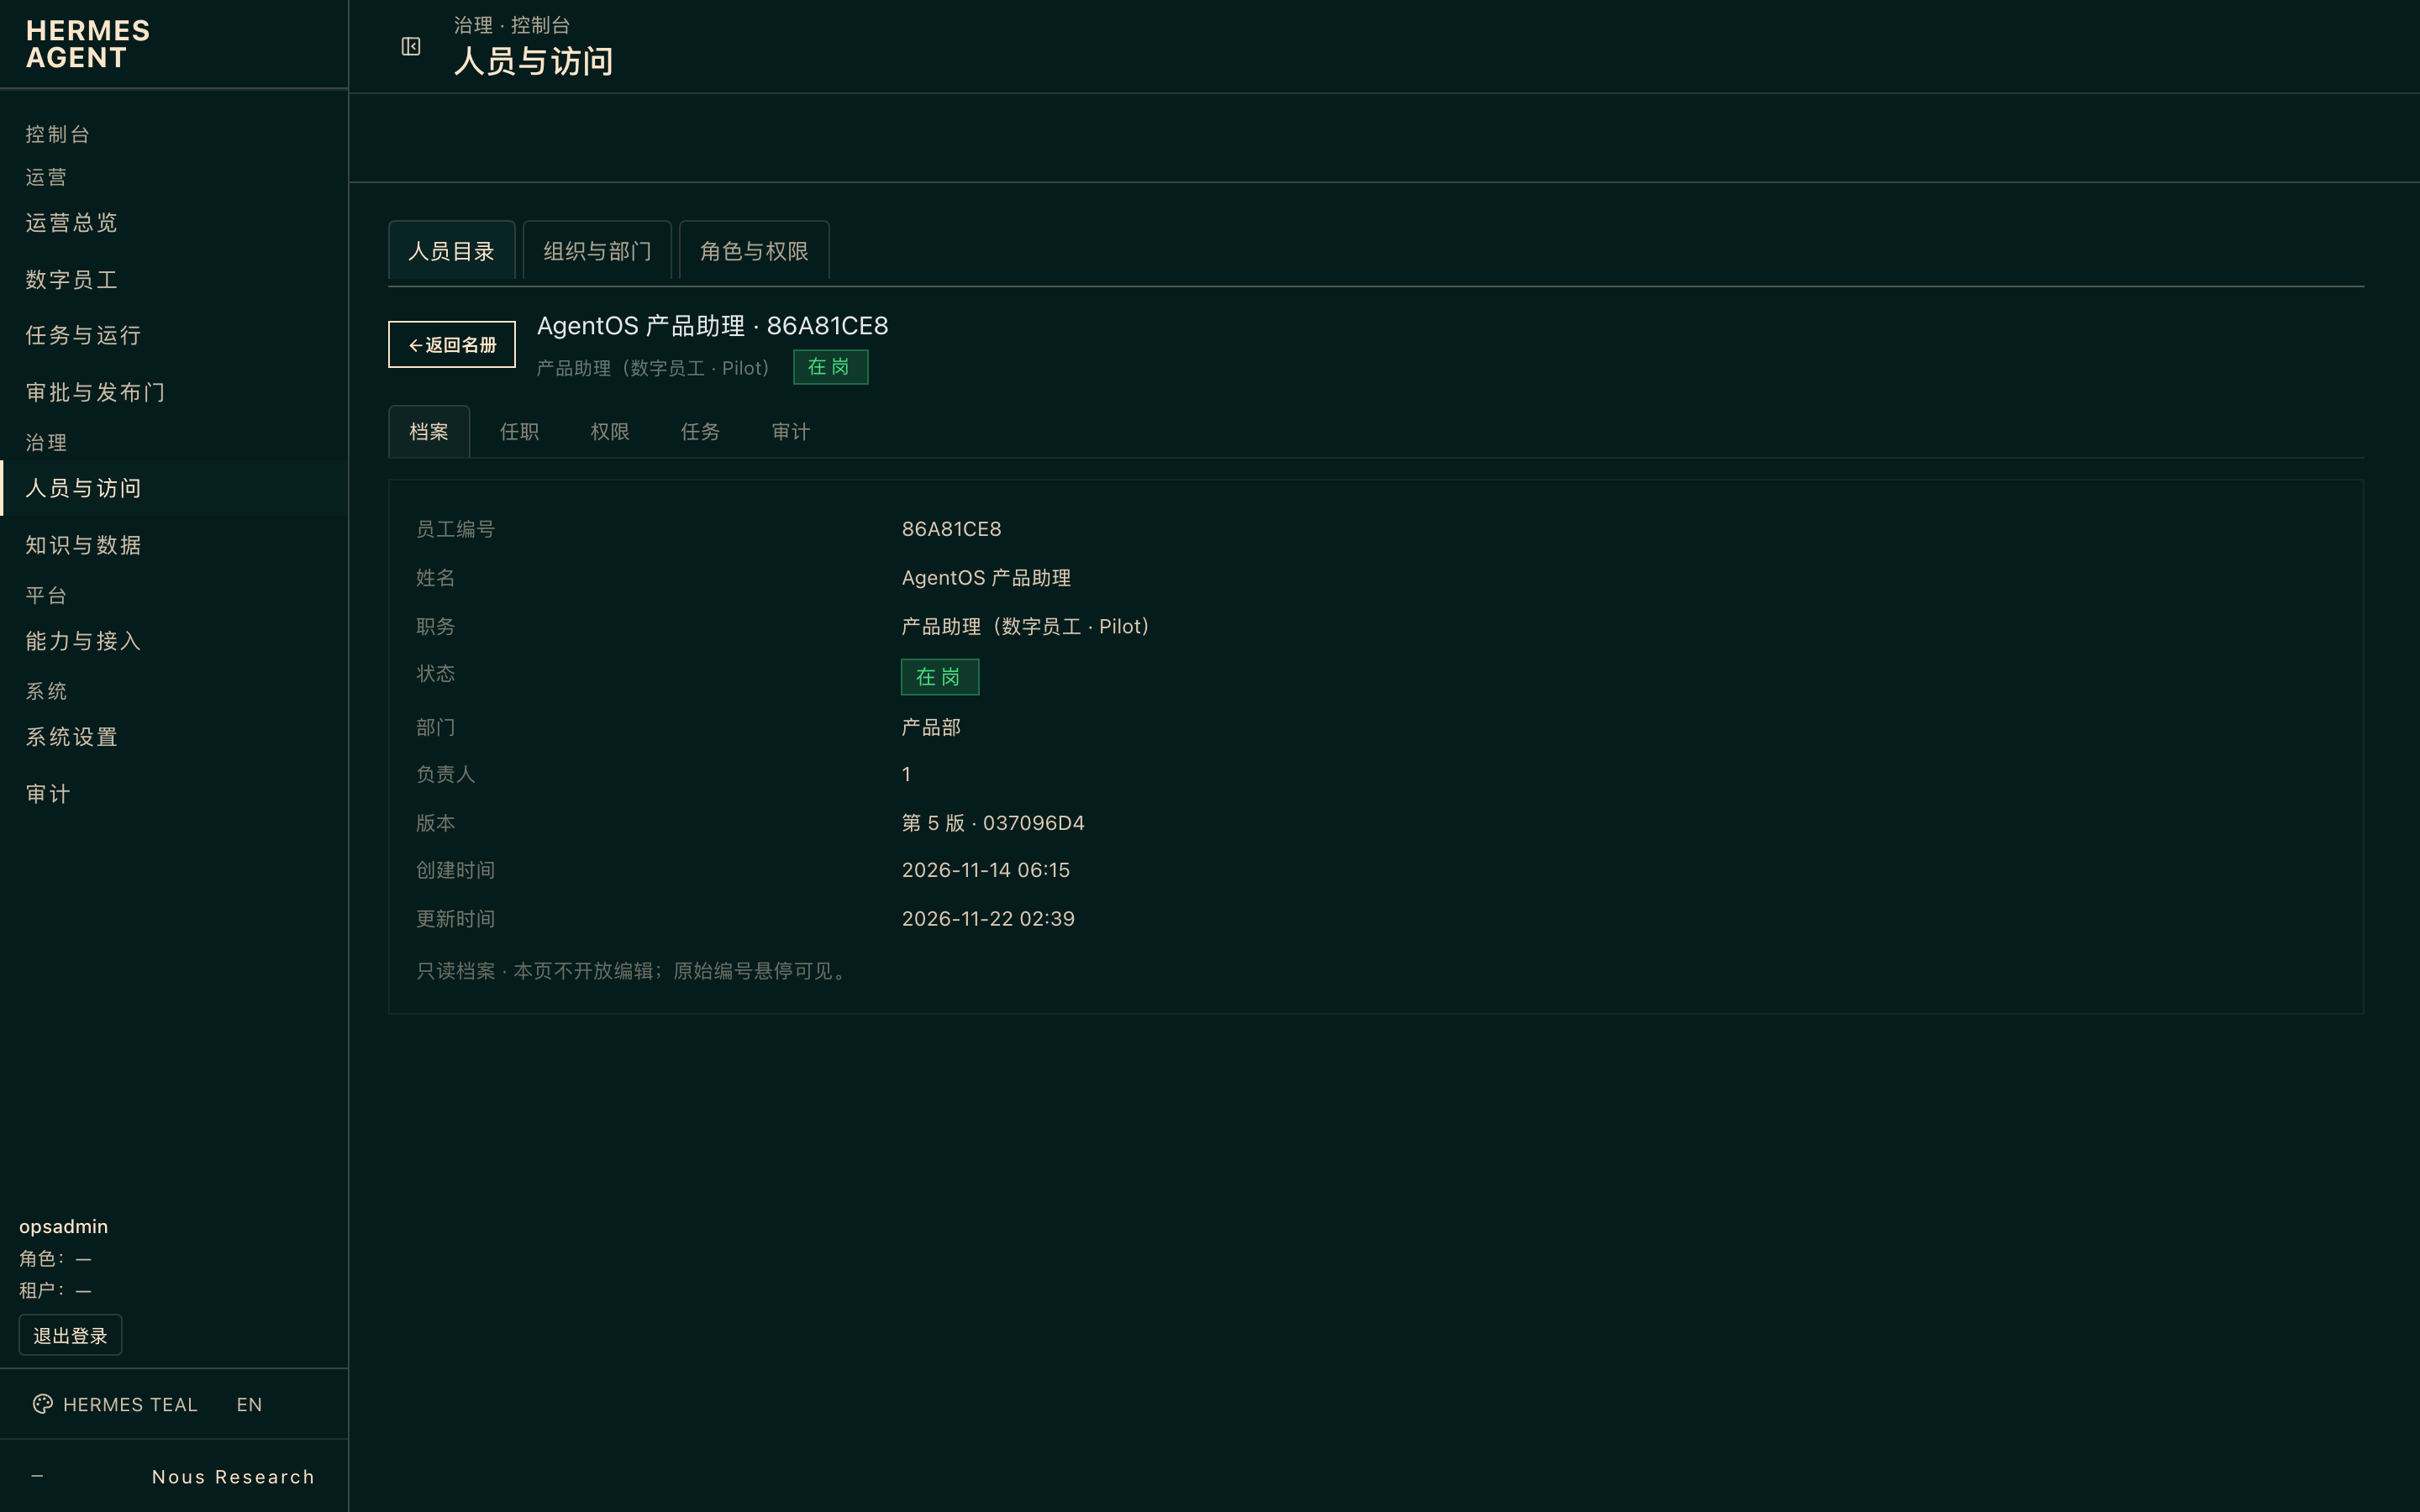 HERMES
AGENT
控制台
运营
运营总览
数字员工
任务与运行
审批与发布门
治理
人员与访问
知识与数据
平台
能力与接入
系统
系统设置
审计
opsadmin
角色：—
租户：—
退出登录
HERMES TEAL EN
— Nous Research
治理 · 控制台
人员与访问
人员目录 组织与部门 角色与权限
←返回名册
AgentOS 产品助理 · 86A81CE8
产品助理（数字员工 · Pilot） 在岗
档案 任职 权限 任务 审计
员工编号 86A81CE8
姓名 AgentOS 产品助理
职务 产品助理（数字员工 · Pilot）
状态 在岗
部门 产品部
负责人 1
版本 第 5 版 · 037096D4
创建时间 2026-11-14 06:15
更新时间 2026-11-22 02:39
只读档案 · 本页不开放编辑；原始编号悬停可见。